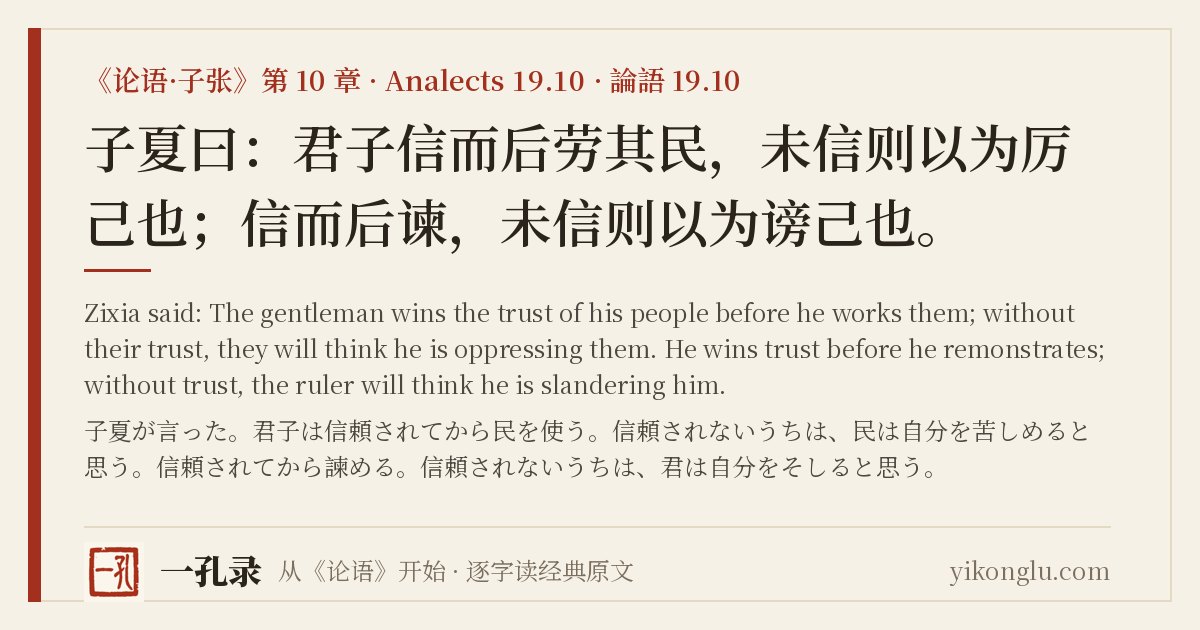 《论语·子张》第 10 章 · Analects 19.10 · 論語 19.10
子夏曰：君子信而后劳其民，未信则以为厉
己也；信而后谏，未信则以为谤己也。
Zixia said: The gentleman wins the trust of his people before he works them; without
their trust, they will think he is oppressing them. He wins trust before he remonstrates;
without trust, the ruler will think he is slandering him.
子夏が言った。君子は信頼されてから民を使う。信頼されないうちは、民は自分を苦しめると
思う。信頼されてから諫める。信頼されないうちは、君は自分をそしると思う。
一孔
一孔录 从《论语》开始 · 逐字读经典原文 yikonglu.com